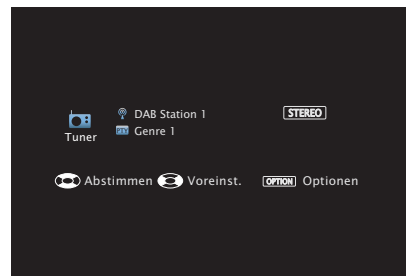 DAB Station 1
STEREO
Genre 1
Tuner
Abstimmen Voreinst. OPTION Optionen